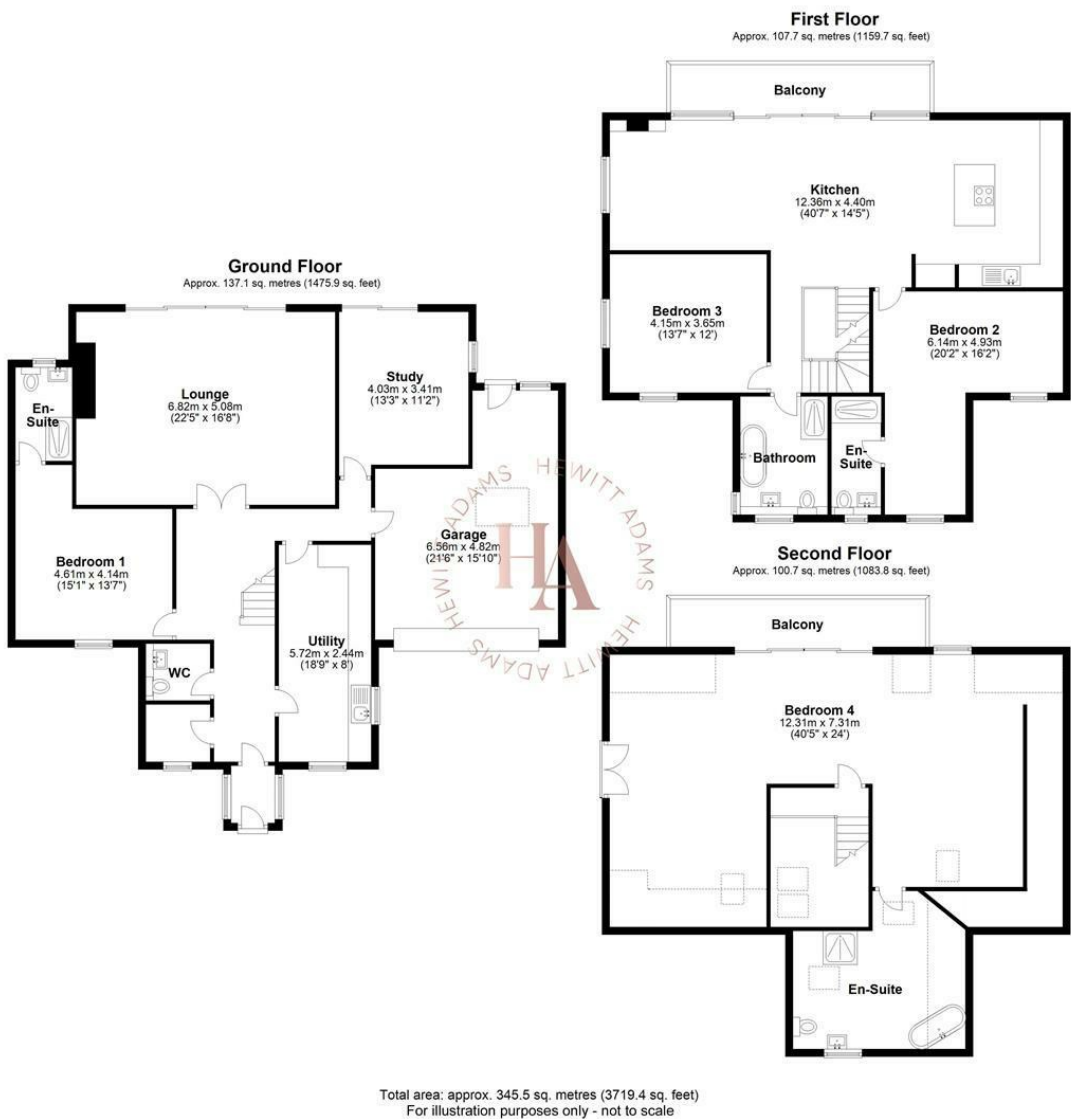 First Floor
Approx. 107.7 sq. metres (1159.7 sq. feet)
Balcony
Kitchen
12.36m x 4.40m
(40'7" x 14'5")
Bedroom 3
4.15m x 3.65m
(13'7" x 12')
Bedroom 2
6.14m x 4.93m
(20'2" x 16'2")
Bathroom
En-
Suite
Ground Floor
Approx. 137.1 sq. metres (1475.9 sq. feet)
Lounge
6.82m x 5.08m
(22'5" x 16'8")
Study
4.03m x 3.41m
(13'3" x 11'2")
En-
Suite
Bedroom 1
4.61m x 4.14m
(15'1" x 13'7")
Garage
6.56m x 4.82m
(21'6" x 15'10")
Utility
5.72m x 2.44m
(18'9" x 8')
WC
HEWITT ADAMS HEWITT ADAMS HEWITT ADAMS
HA
Second Floor
Approx. 100.7 sq. metres (1083.8 sq. feet)
Balcony
Bedroom 4
12.31m x 7.31m
(40'5" x 24')
En-Suite
Total area: approx. 345.5 sq. metres (3719.4 sq. feet)
For illustration purposes only - not to scale